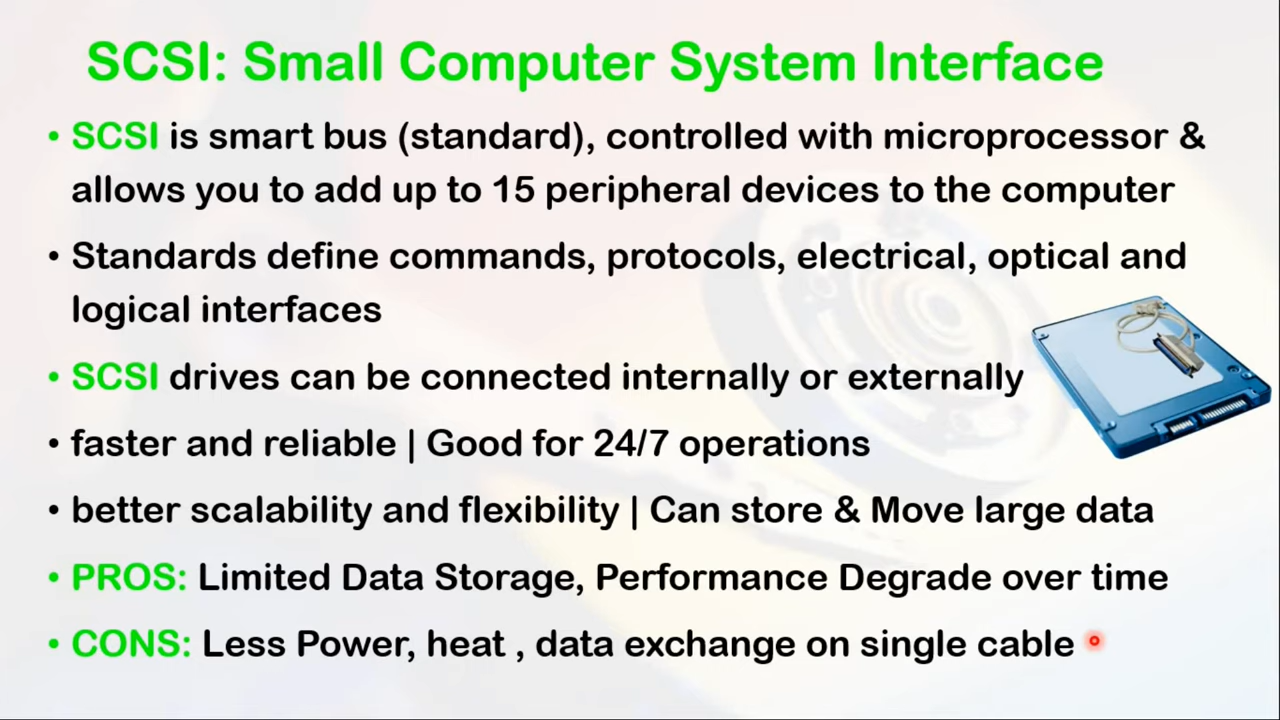 SCSI: Small Computer System Interface
• SCSI is smart bus (standard), controlled with microprocessor &
allows you to add up to 15 peripheral devices to the computer
• Standards define commands, protocols, electrical, optical and
logical interfaces
• SCSI drives can be connected internally or externally
• faster and reliable | Good for 24/7 operations
• better scalability and flexibility | Can store & Move large data
• PROS: Limited Data Storage, Performance Degrade over time
• CONS: Less Power, heat , data exchange on single cable